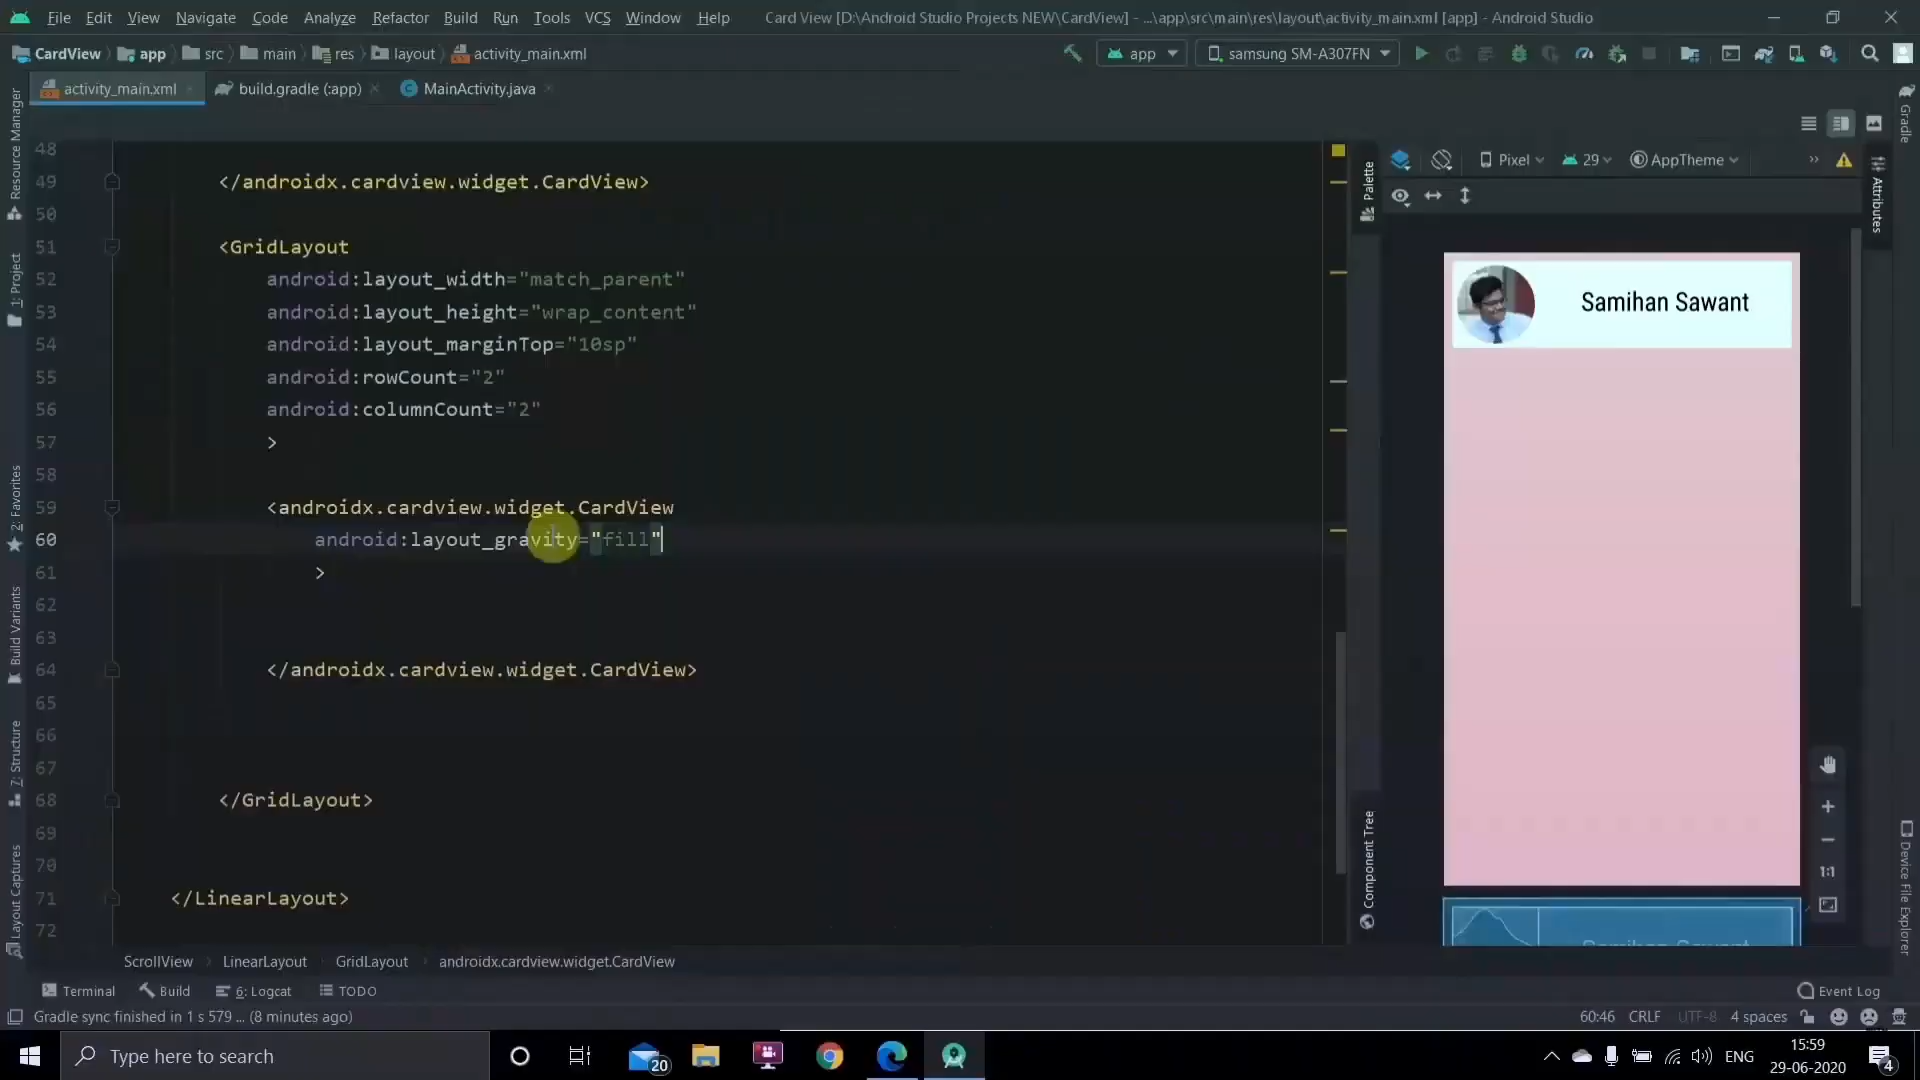 File Edit View Navigate Code Analyze Refactor Build Run Tools VCS Window Help Card View [D:\Android Studio Projects NEW\CardView] - ...\app\src\main\res\layout\activity_main.xml [app] - Android Studio
CardView app src main res layout activity_main.xml app samsung SM-A307FN
activity_main.xml build.gradle (:app) MainActivity.java
Resource Manager
1: Project
2: Favorites
Build Variants
7: Structure
Layout Captures
48
49 </androidx.cardview.widget.CardView>
50
51 <GridLayout
52 android:layout_width="match_parent"
53 android:layout_height="wrap_content"
54 android:layout_marginTop="10sp"
55 android:rowCount="2"
56 android:columnCount="2"
57 >
58
59 <androidx.cardview.widget.CardView
60 android:layout_gravity="fill"
61 >
62
63
64 </androidx.cardview.widget.CardView>
65
66
67
68 </GridLayout>
69
70
71 </LinearLayout>
72
Palette
Component Tree
Pixel 29 AppTheme
Samihan Sawant
Samihan Sawant
1:1
Gradle
Attributes
Device File Explorer
ScrollView LinearLayout GridLayout androidx.cardview.widget.CardView
Terminal Build 6: Logcat TODO Event Log
Gradle sync finished in 1 s 579 ... (8 minutes ago) 60:46 CRLF UTF-8 4 spaces
Type here to search 20 ENG 15:59
29-06-2020 4